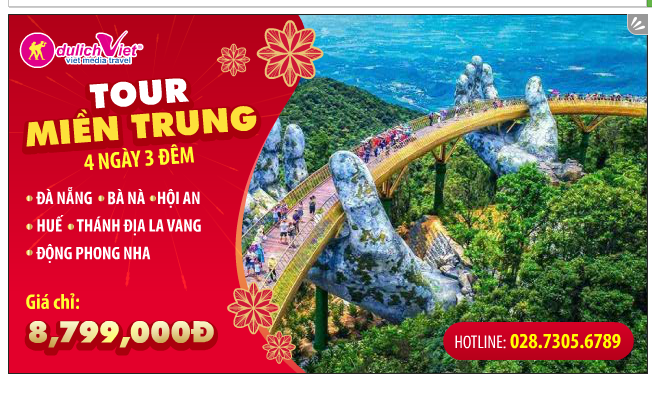 dulichViet®
viet media travel
TOUR
MIỀN TRUNG
4 NGÀY 3 ĐÊM
• ĐÀ NẴNG • BÀ NÀ • HỘI AN
• HUẾ • THÁNH ĐỊA LA VANG
• ĐỘNG PHONG NHA
Giá chỉ:
8,799,000Đ
HOTLINE: 028.7305.6789